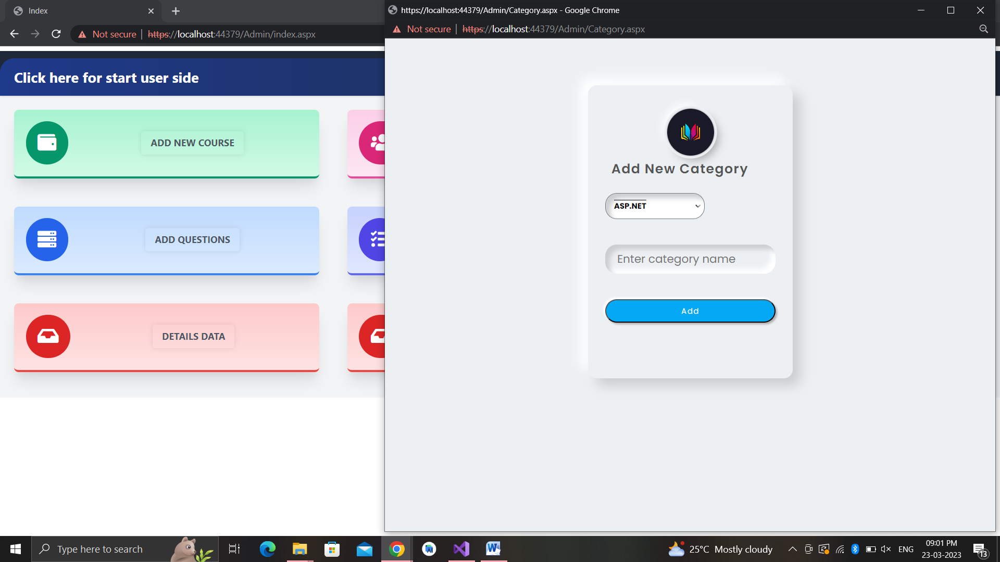 Index
Not secure
https://localhost:44379/Admin/index.aspx
Click here for start user side
ADD NEW COURSE
ADD QUESTIONS
DETAILS DATA
https://localhost:44379/Admin/Category.aspx - Google Chrome
Not secure
https://localhost:44379/Admin/Category.aspx
Add New Category
ASP.NET
Enter category name
Add
Type here to search
25°C Mostly cloudy
ENG
09:01 PM
23-03-2023
13